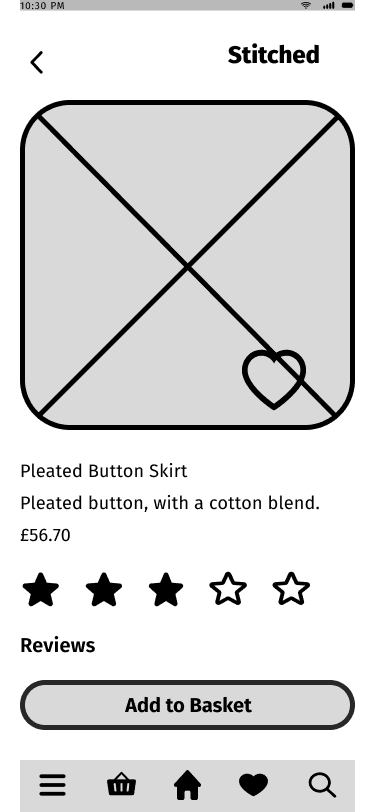 10:30 PM
Stitched
Pleated Button Skirt
Pleated button, with a cotton blend.
£56.70
Reviews
Add to Basket